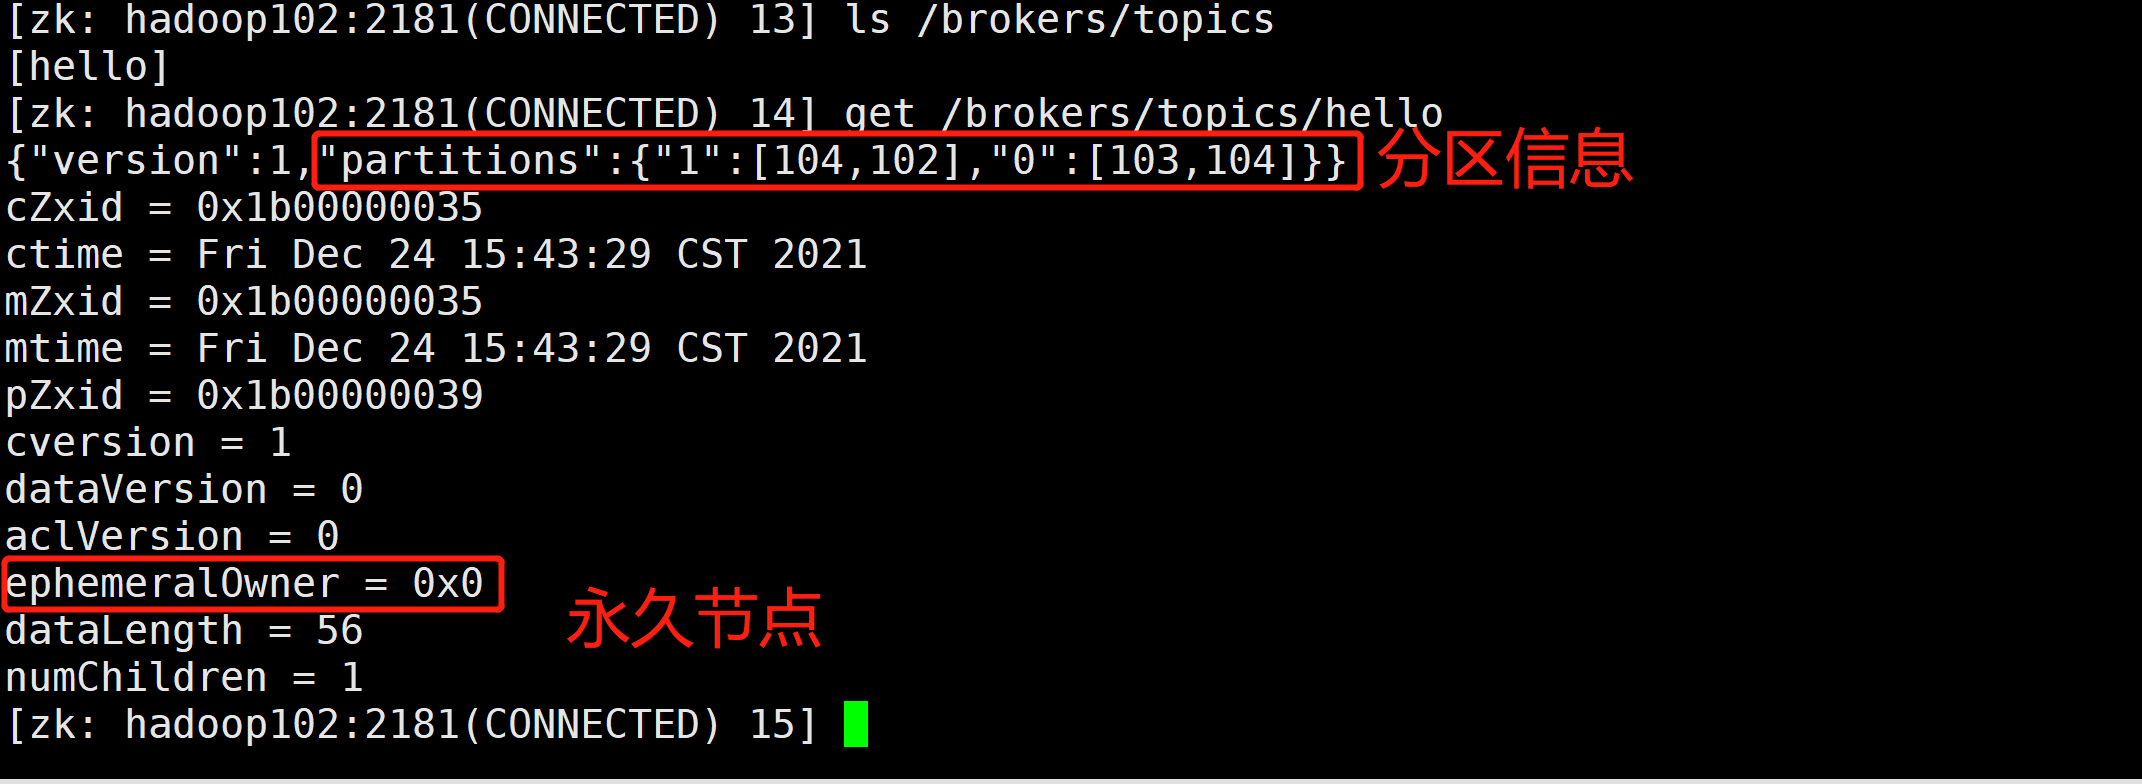 [zk: hadoop102:2181(CONNECTED) 13] ls /brokers/topics
[hello]
[zk: hadoop102:2181(CONNECTED) 14] get /brokers/topics/hello
{"version":1,"partitions":{"1":[104,102],"0":[103,104]}} 分区信息
cZxid = 0x1b00000035
ctime = Fri Dec 24 15:43:29 CST 2021
mZxid = 0x1b00000035
mtime = Fri Dec 24 15:43:29 CST 2021
pZxid = 0x1b00000039
cversion = 1
dataVersion = 0
aclVersion = 0
ephemeralOwner = 0x0
永久节点
dataLength = 56
numChildren = 1
[zk: hadoop102:2181(CONNECTED) 15]